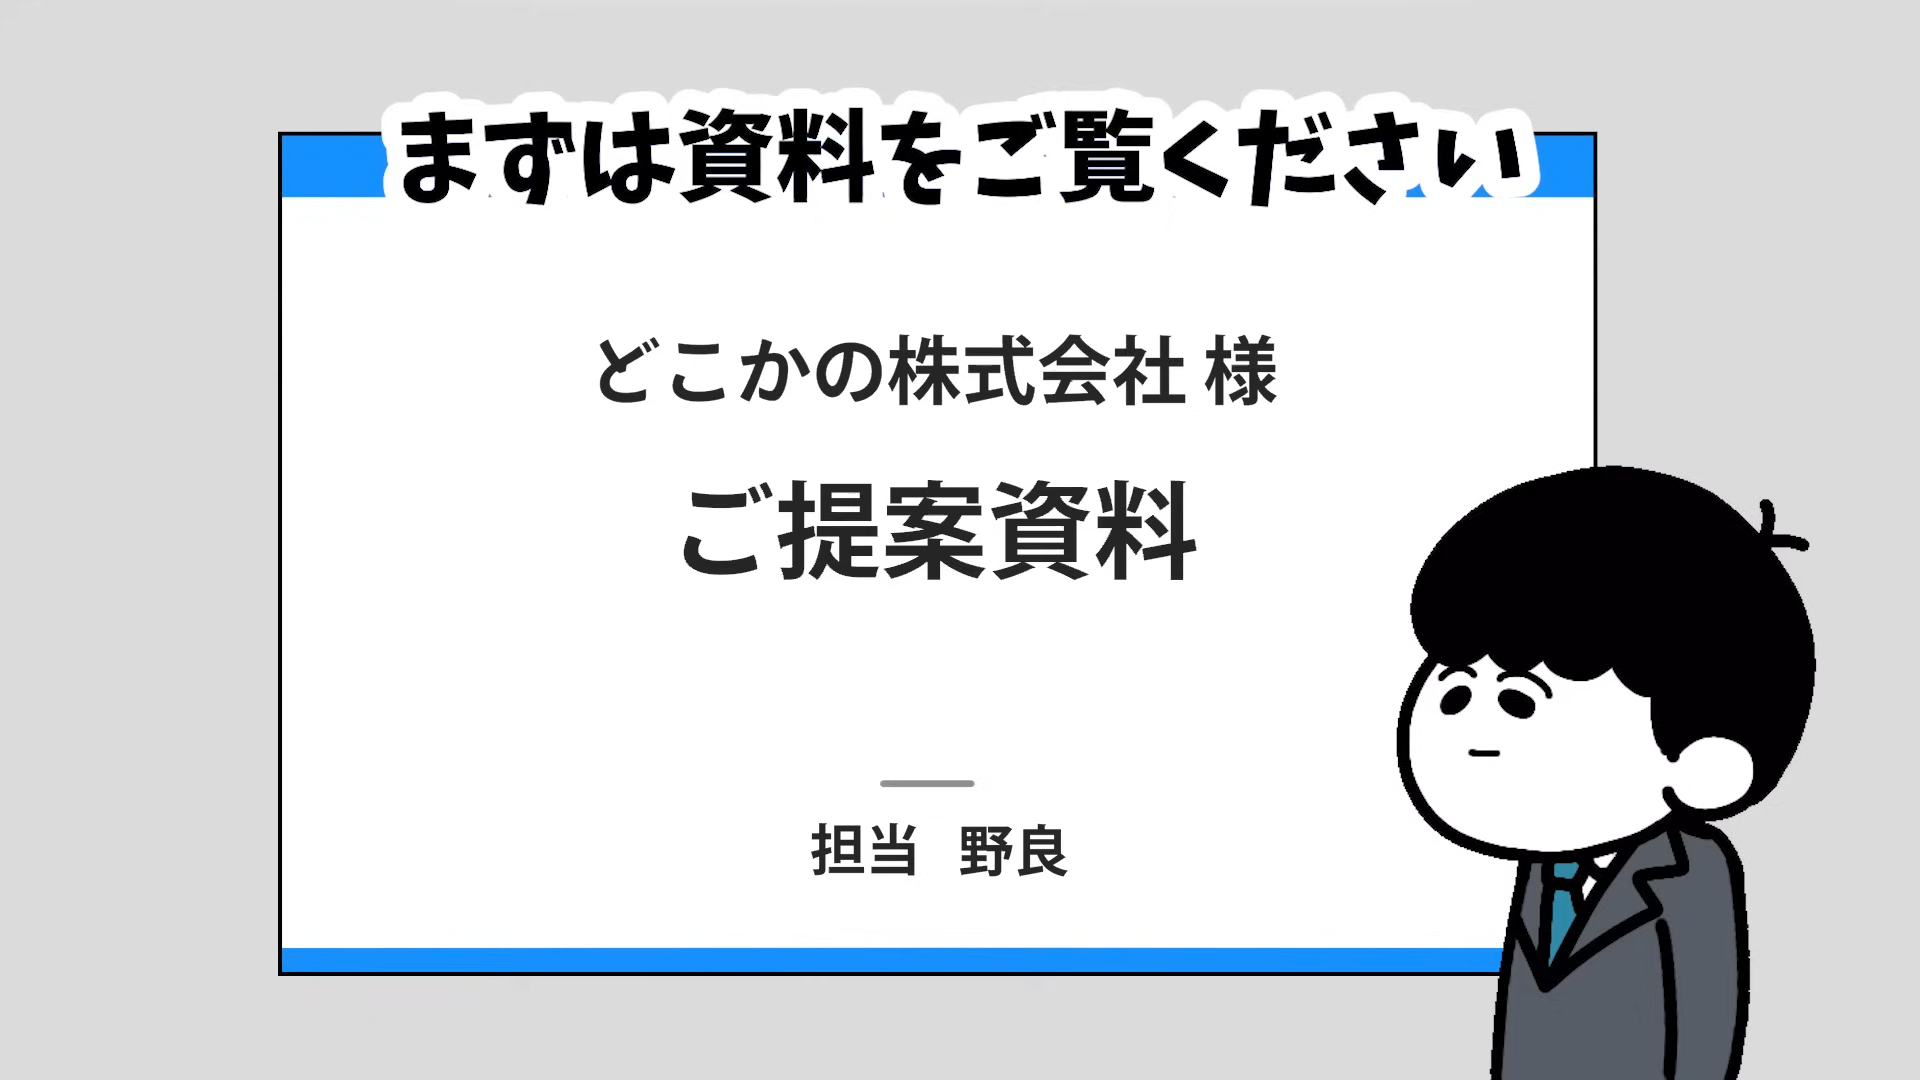 まずは資料をご覧ください
どこかの株式会社 様
ご提案資料
担当 野良